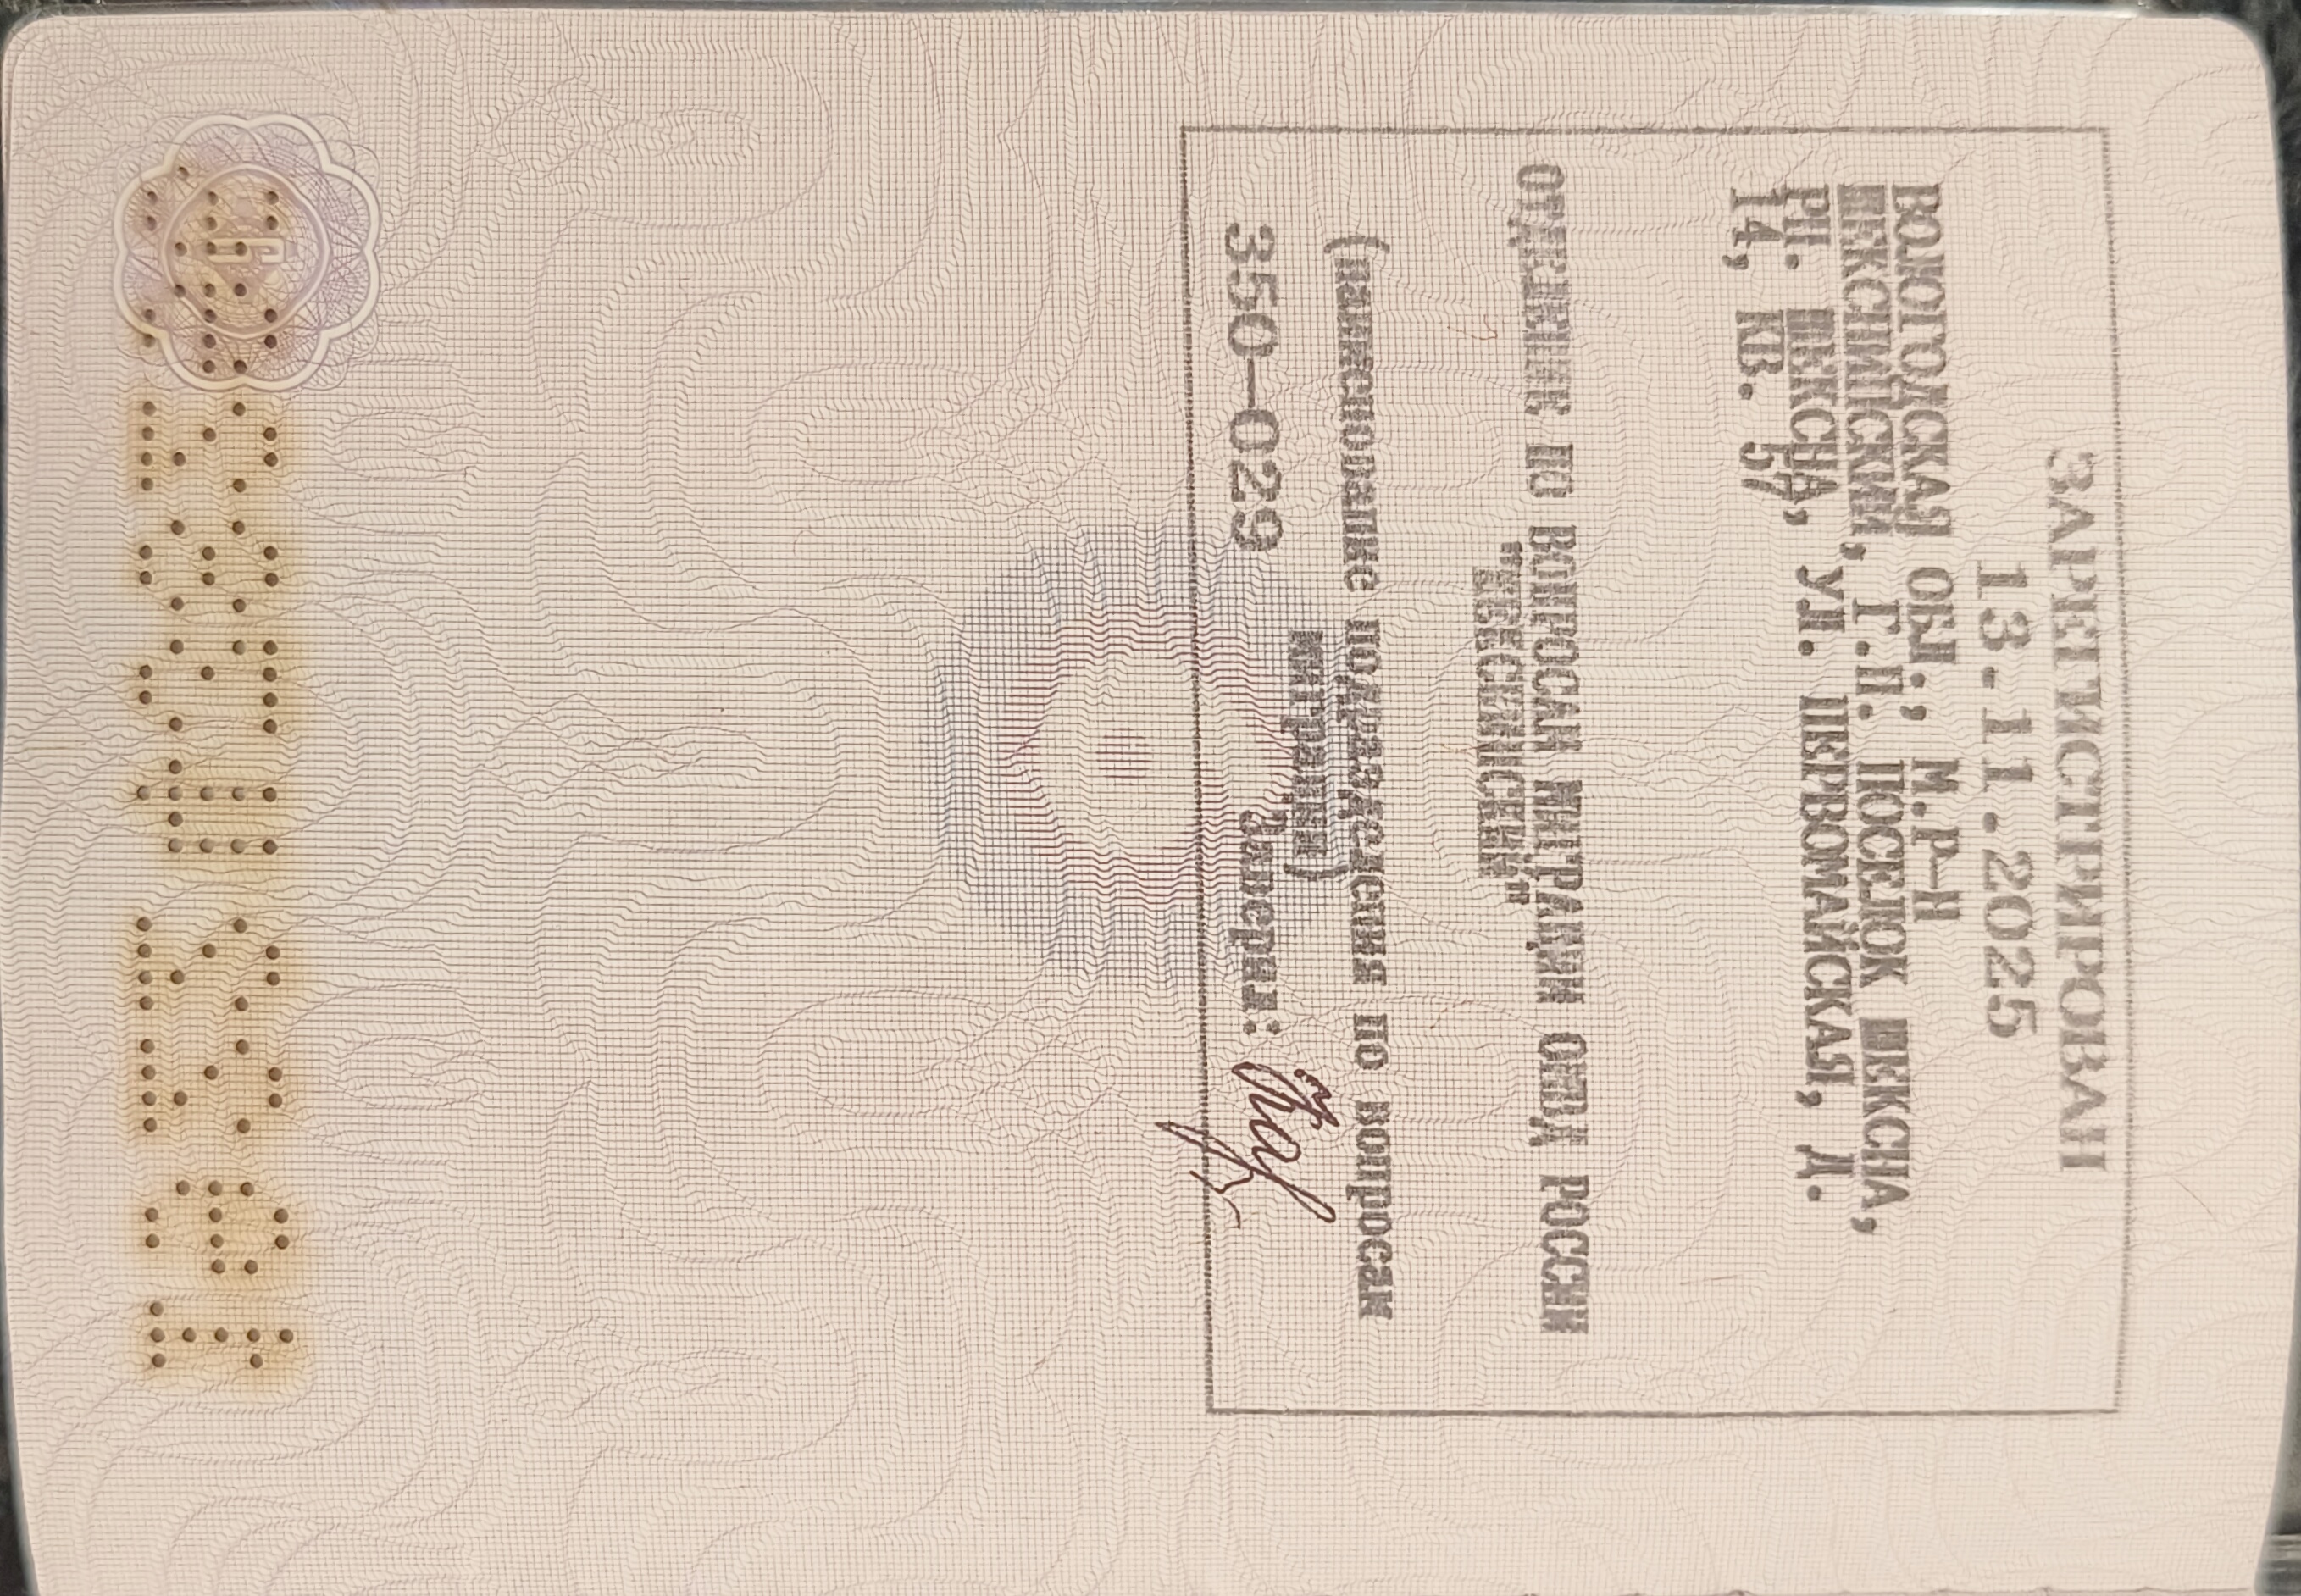 ЗАРЕГИСТРИРОВАН
13.11.2025
ВОЛОГОДСКАЯ ОБЛ., М.Р-Н
ШЕКСНИНСКИЙ, Г.П. ПОСЕЛОК ШЕКСНА,
РП. ШЕКСНА, УЛ. ПЕРВОМАЙСКАЯ, Д.
14, КВ. 57
ОТДЕЛЕНИЕ ПО ВОПРОСАМ МИГРАЦИИ ОМВД РОССИИ
(наименование подразделения по вопросам
миграции)
350-029 Заверил: